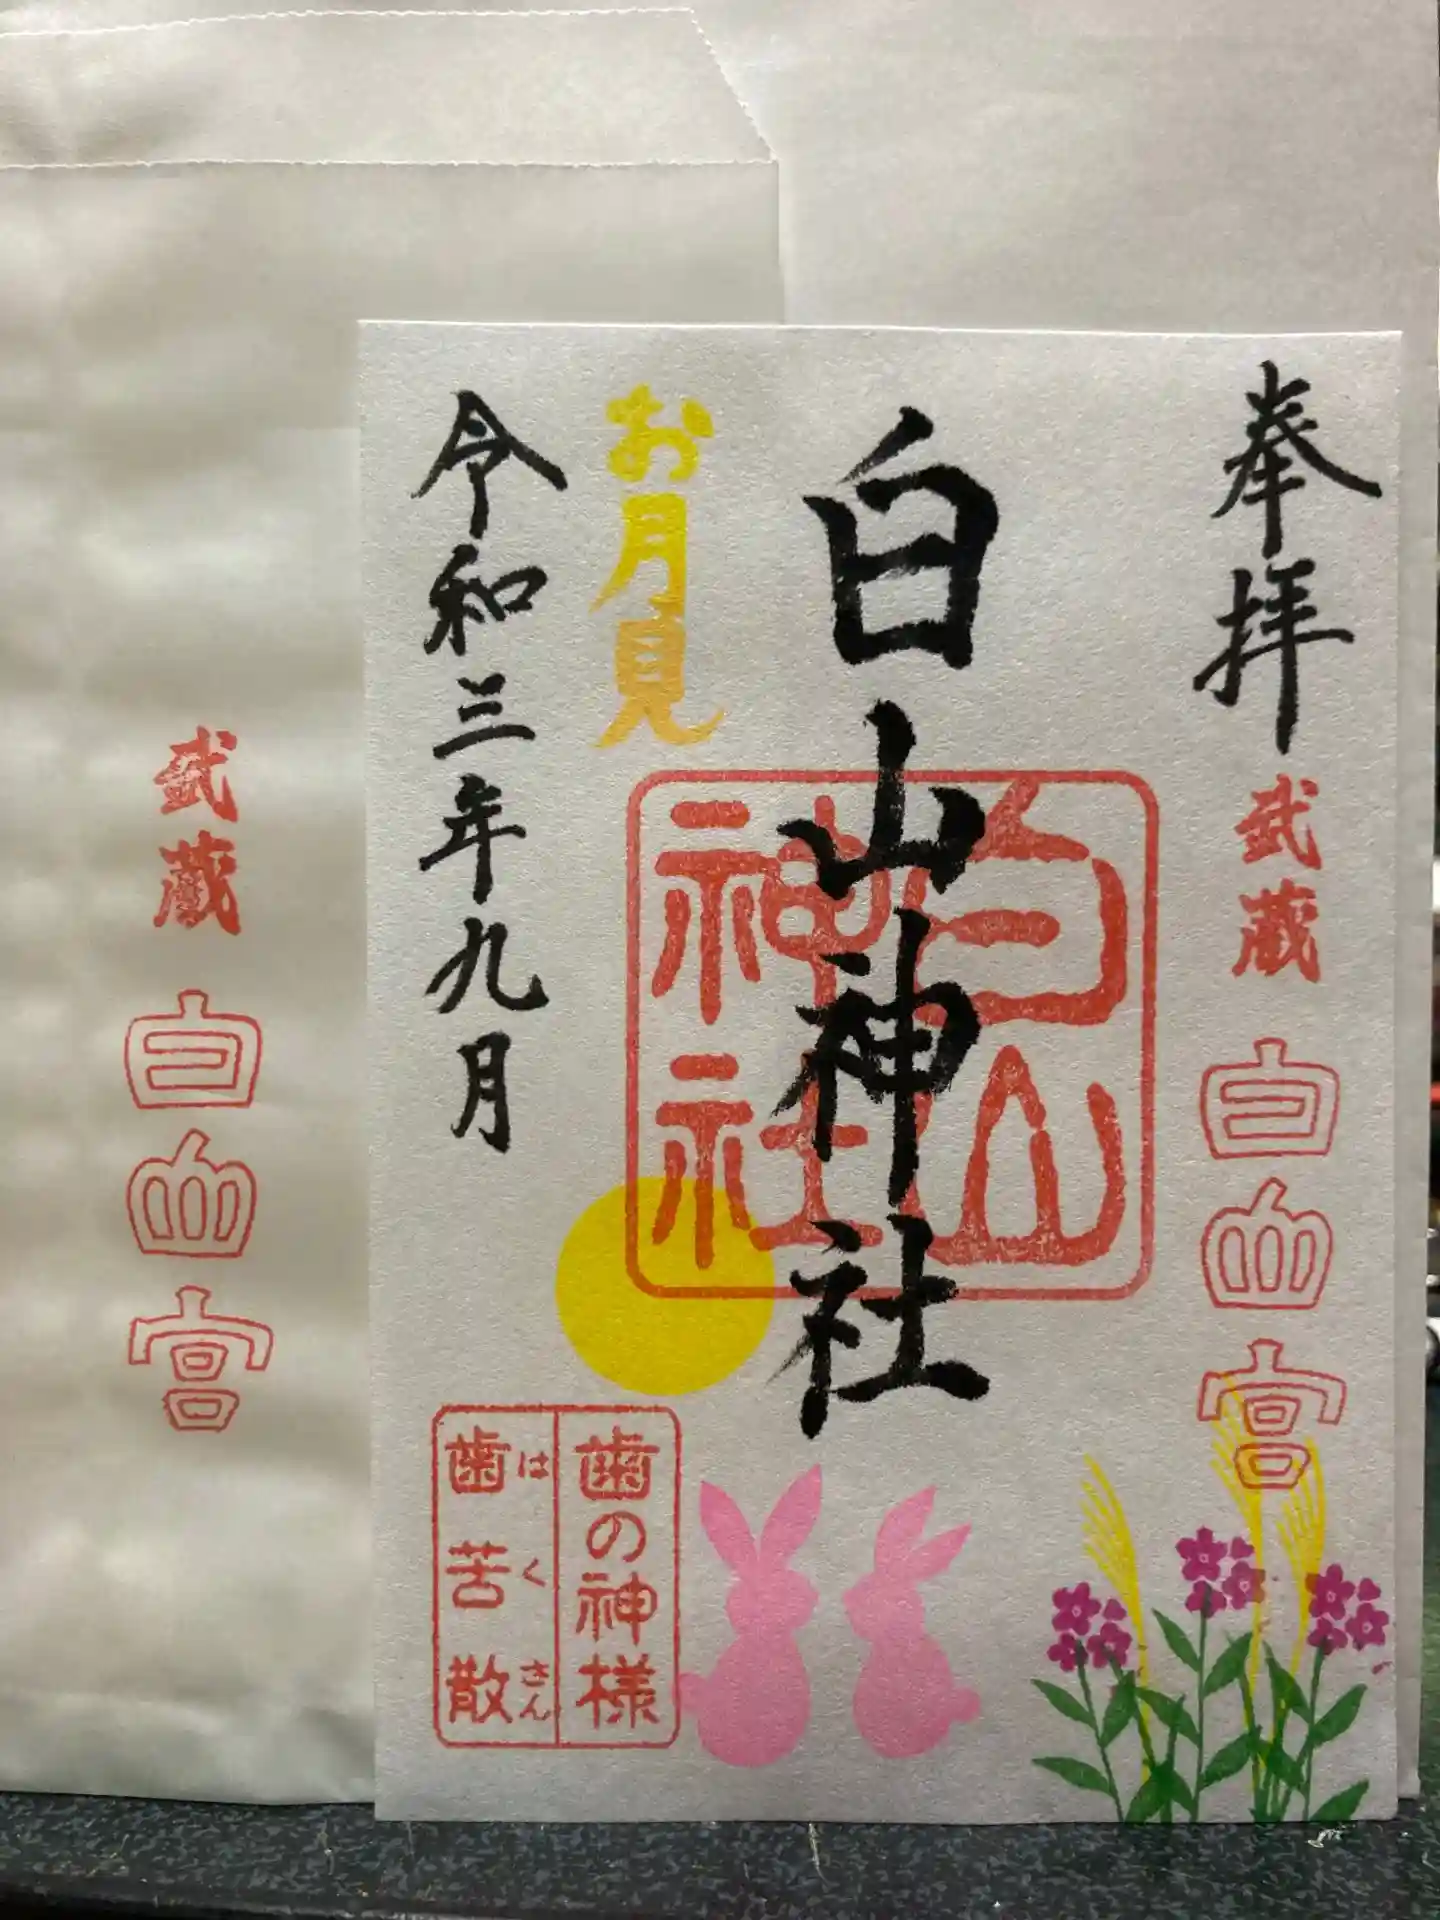 奉拝
武蔵
白山宮
白山神社
白山
神社
お月見
令和三年九月
歯の神様
はくさん
歯苦散
武蔵
白山宮